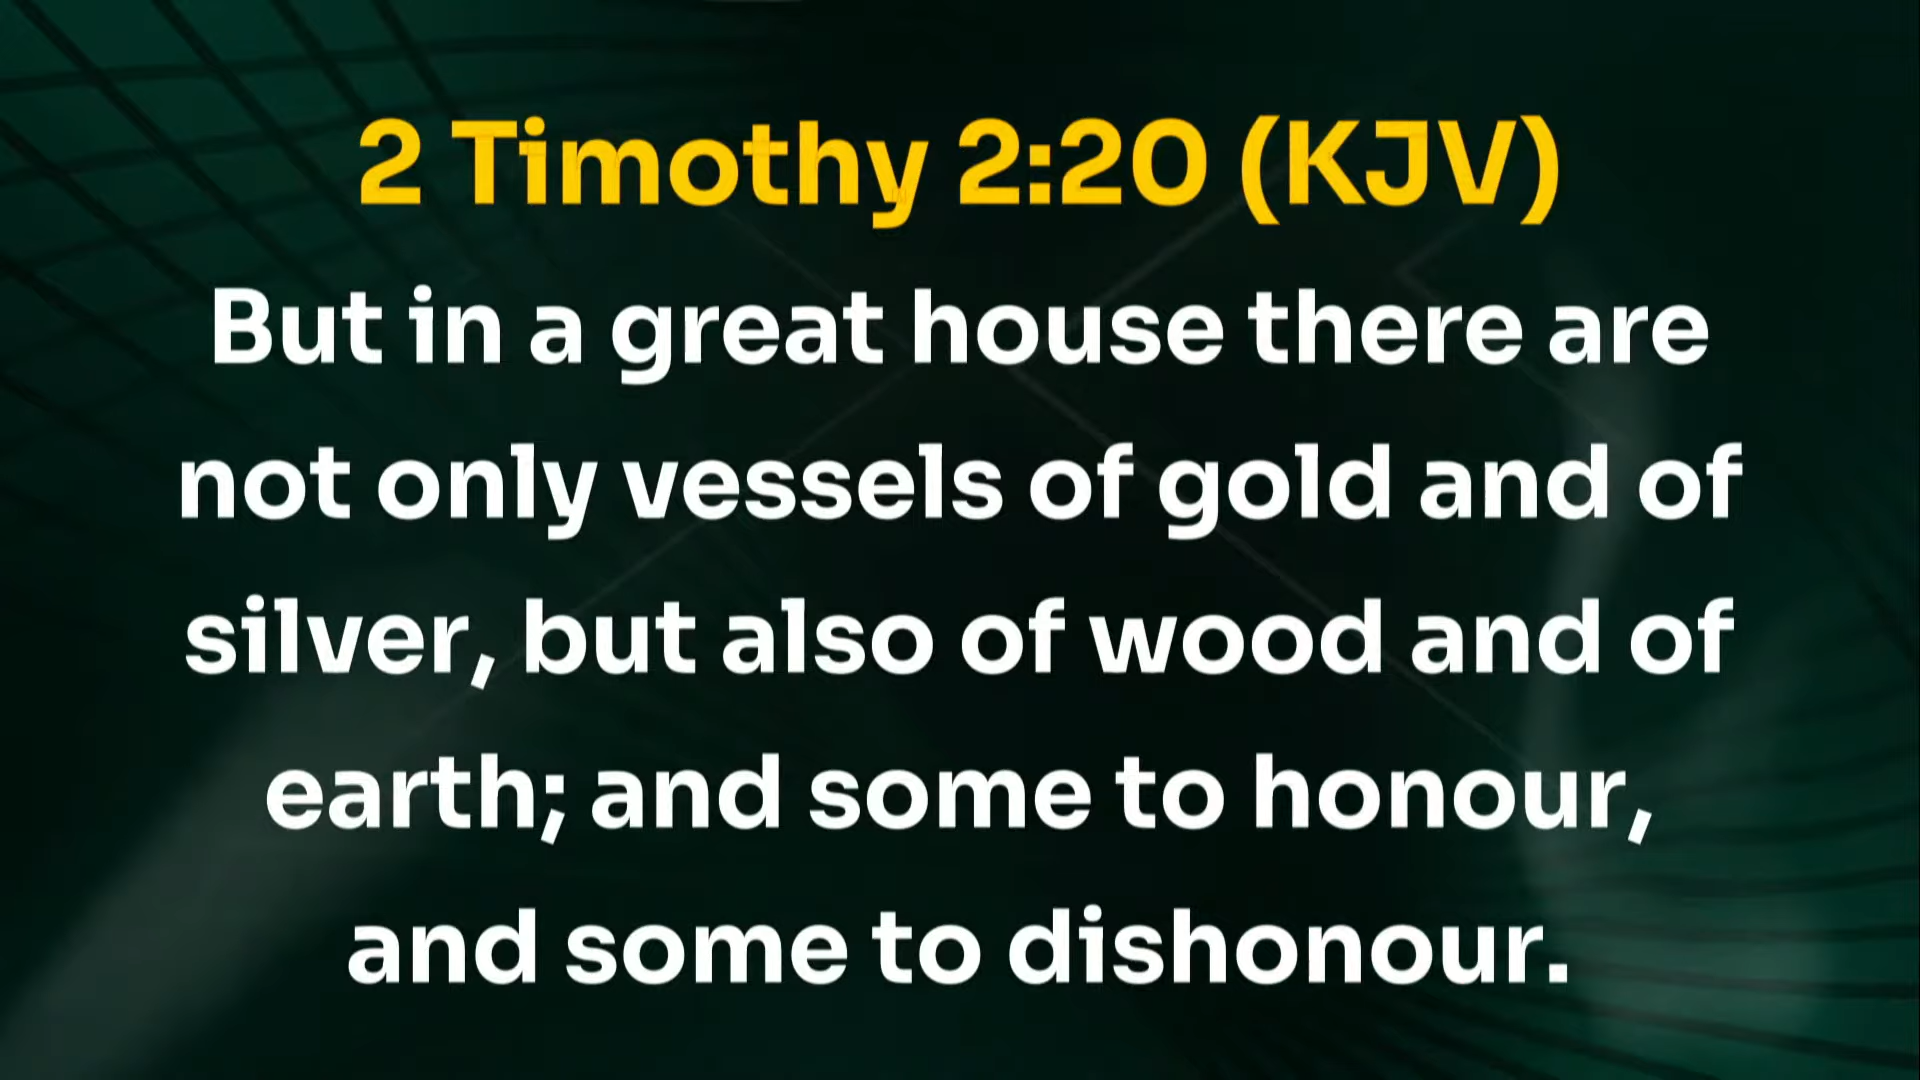 2 Timothy 2:20 (KJV)
But in a great house there are
not only vessels of gold and of
silver, but also of wood and of
earth; and some to honour,
and some to dishonour.